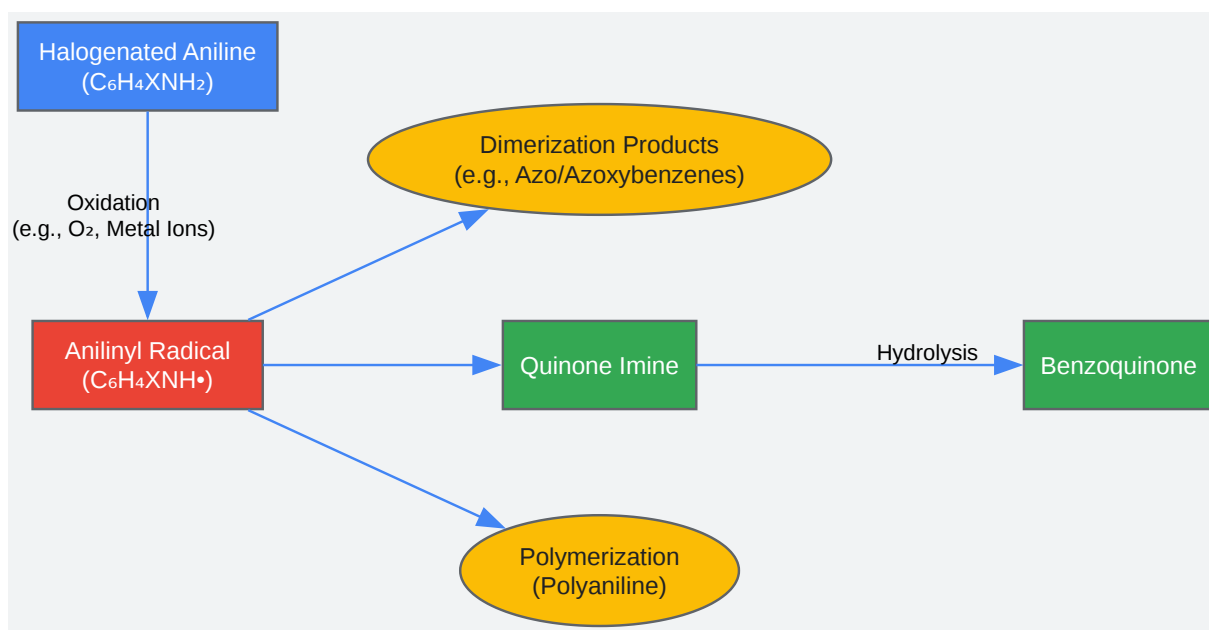 Halogenated Aniline
(C₆H₄XNH₂)
Oxidation
(e.g., O₂, Metal Ions)
Dimerization Products
(e.g., Azo/Azoxybenzenes)
Anilinyl Radical
(C₆H₄XNH•)
Quinone Imine
Hydrolysis
Benzoquinone
Polymerization
(Polyaniline)